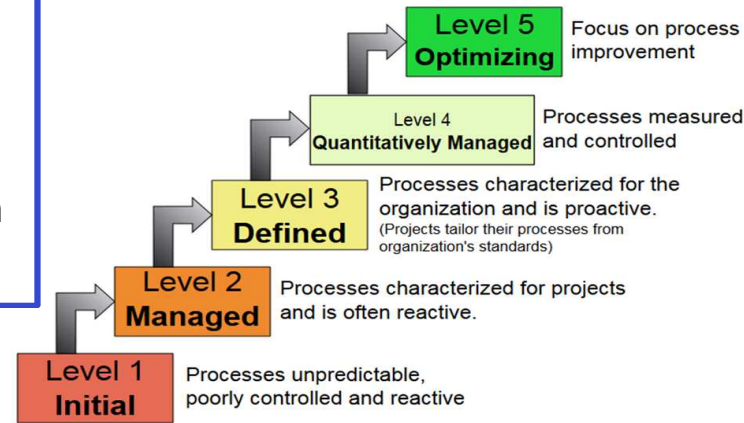 Level 5
Optimizing
Focus on process
improvement
Level 4
Quantitatively Managed
Processes measured
and controlled
Level 3
Defined
Processes characterized for the
organization and is proactive.
(Projects tailor their processes from
organization's standards)
Level 2
Managed
Processes characterized for projects
and is often reactive.
Level 1
Initial
Processes unpredictable,
poorly controlled and reactive